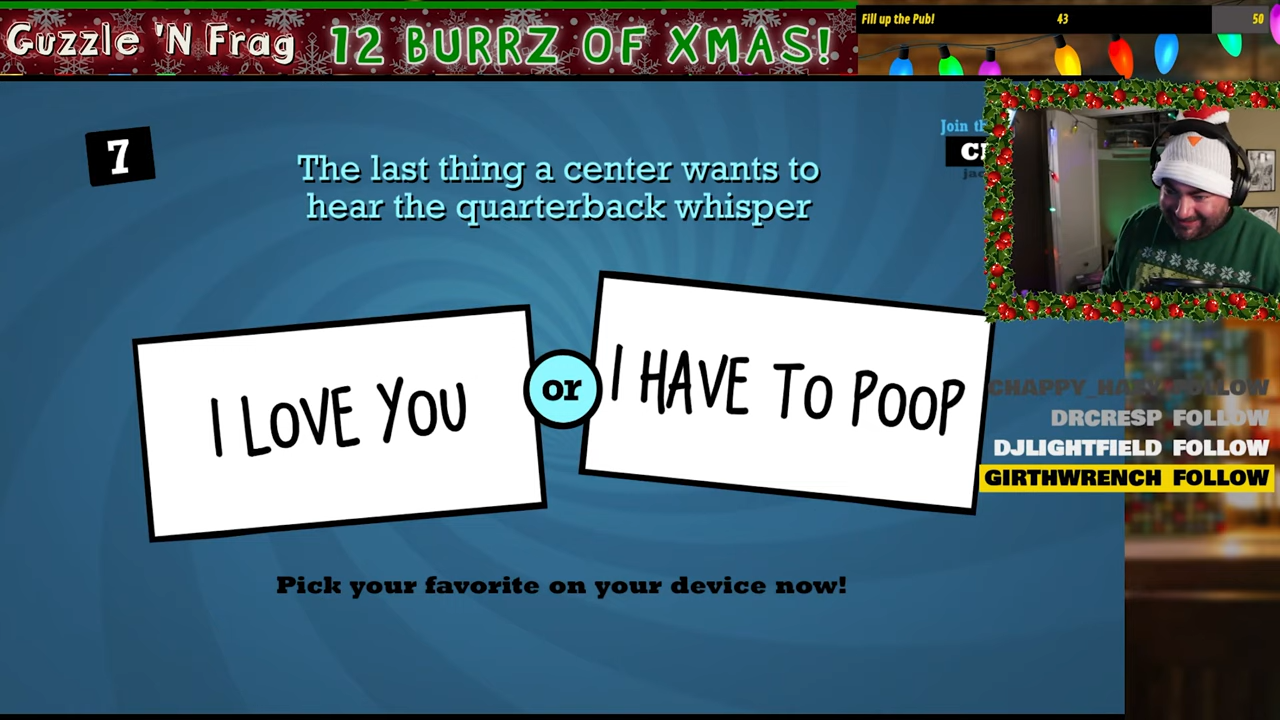 Guzzle 'N Frag 12 BURRZ OF XMAS!
Fill up the Pub! 43 50
7
The last thing a center wants to
hear the quarterback whisper
Join th
I LOVE YOU
or
I HAVE TO POOP
DRCRESP FOLLOW
DJLIGHTFIELD FOLLOW
GIRTHWRENCH FOLLOW
Pick your favorite on your device now!